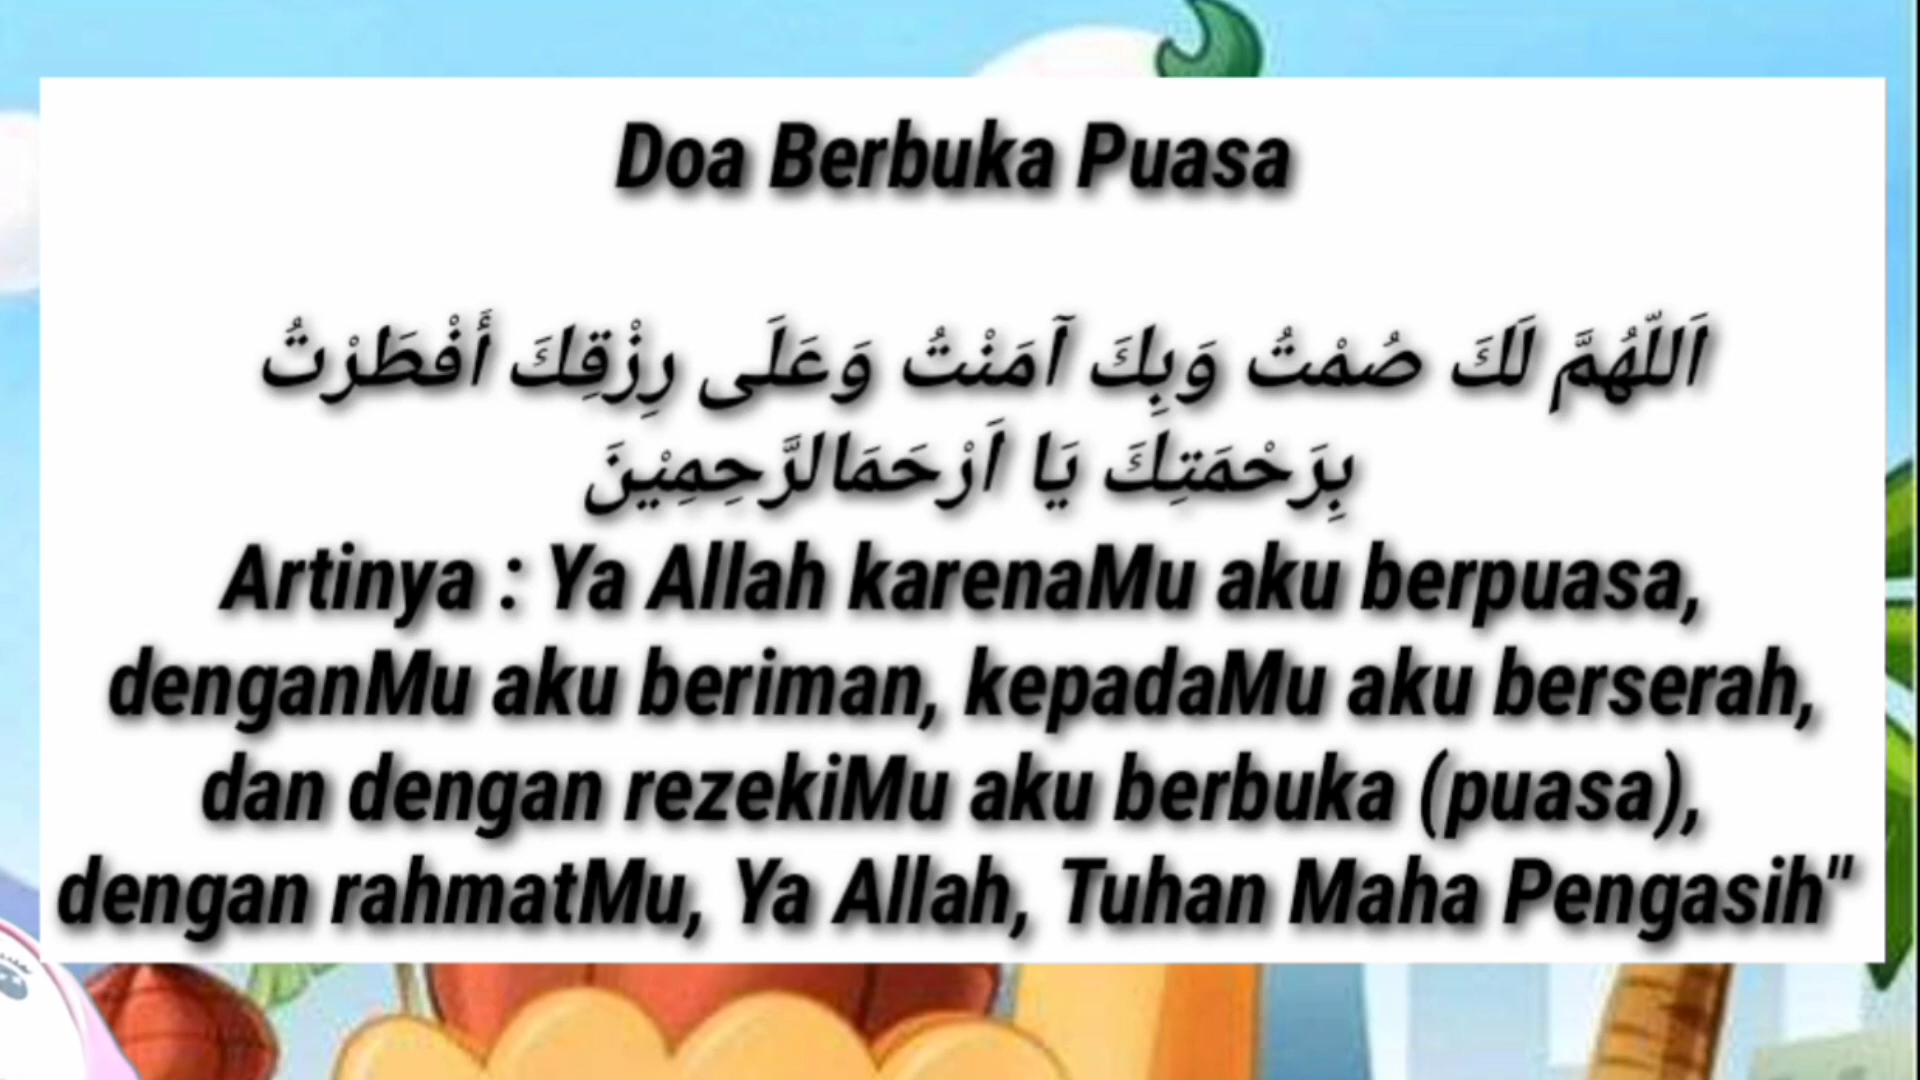 Doa Berbuka Puasa
اَللّهُمَّ لَكَ صُمْتُ وَبِكَ آمَنْتُ وَعَلَى رِزْقِكَ أَفْطَرْتُ
بِرَحْمَتِكَ يَا اَرْحَمَالرَّحِمِيْنَ
Artinya : Ya Allah karenaMu aku berpuasa,
denganMu aku beriman, kepadaMu aku berserah,
dan dengan rezekiMu aku berbuka (puasa),
dengan rahmatMu, Ya Allah, Tuhan Maha Pengasih"